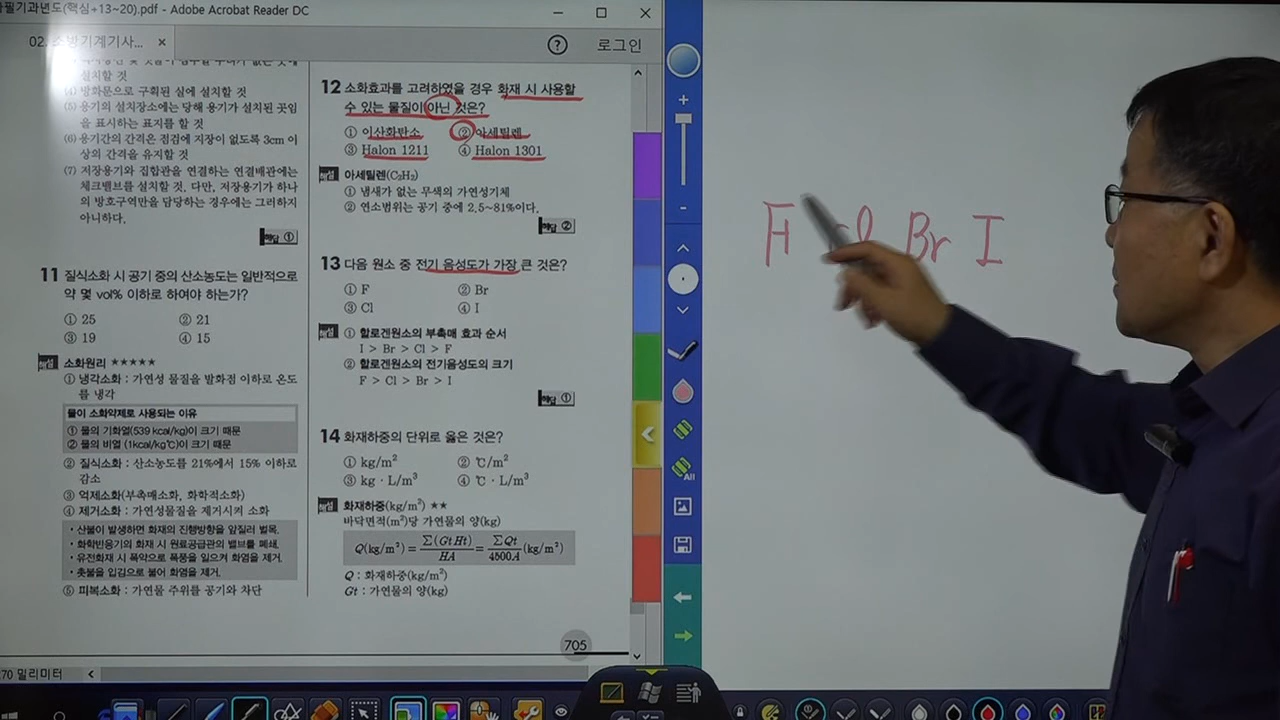 필기과년도(핵심+13~20).pdf - Adobe Acrobat Reader DC
02. 소방기계기사...
로그인
설치할 것
(4) 방화문으로 구획된 실에 설치할 것
(5) 용기의 설치장소에는 당해 용기가 설치된 곳임
을 표시하는 표지를 할 것
(6) 용기간의 간격은 점검에 지장이 없도록 3cm 이
상의 간격을 유지할 것
(7) 저장용기와 집합관을 연결하는 연결배관에는
체크밸브를 설치할 것. 다만, 저장용기가 하나
의 방호구역만을 담당하는 경우에는 그러하지
아니하다.
해답 ①
11 질식소화 시 공기 중의 산소농도는 일반적으로
약 몇 vol% 이하로 하여야 하는가?
① 25 ② 21
③ 19 ④ 15
해설 소화원리 ★★★★★
① 냉각소화 : 가연성 물질을 발화점 이하로 온도
를 냉각
물이 소화약제로 사용되는 이유
① 물의 기화열(539 kcal/kg)이 크기 때문
② 물의 비열 (1kcal/kg℃)이 크기 때문
② 질식소화 : 산소농도를 21%에서 15% 이하로
감소
③ 억제소화(부촉매소화, 화학적소화)
④ 제거소화 : 가연성물질을 제거시켜 소화
• 산불이 발생하면 화재의 진행방향을 앞질러 벌목.
• 화학반응기의 화재 시 원료공급관의 밸브를 폐쇄.
• 유전화재 시 폭약으로 폭풍을 일으켜 화염을 제거.
• 촛불을 입김으로 불어 화염을 제거.
⑤ 피복소화 : 가연물 주위를 공기와 차단
12 소화효과를 고려하였을 경우 화재 시 사용할
수 있는 물질이 아닌 것은?
① 이산화탄소 ② 아세틸렌
③ Halon 1211 ④ Halon 1301
해설 아세틸렌(C₂H₂)
① 냄새가 없는 무색의 가연성기체
② 연소범위는 공기 중에 2.5~81%이다.
해답 ②
13 다음 원소 중 전기 음성도가 가장 큰 것은?
① F ② Br
③ Cl ④ I
해설 ① 할로겐원소의 부촉매 효과 순서
I > Br > Cl > F
② 할로겐원소의 전기음성도의 크기
F > Cl > Br > I
해답 ①
14 화재하중의 단위로 옳은 것은?
① kg/m² ② ℃/m²
③ kg · L/m³ ④ ℃ · L/m³
해설 화재하중(kg/m²) ★★
바닥면적(m²)당 가연물의 양(kg)
Q(kg/m²) = ∑(GtHt)/HA = ∑Qt/4500A (kg/m²)
Q : 화재하중(kg/m²)
Gt : 가연물의 양(kg)
705
270 밀리미터
F Br I
All